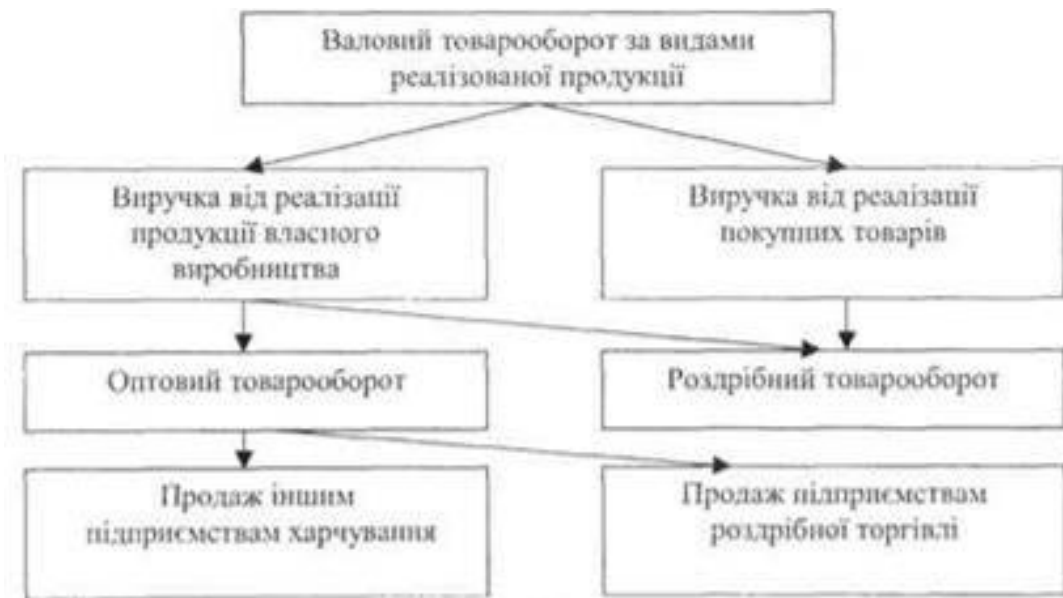 Валовий товарооборот за видами
реалізованої продукції
Виручка від реалізації
продукції власного
виробництва
Виручка від реалізації
покупних товарів
Оптовий товарооборот
Роздрібний товарооборот
Продаж іншим
підприємствам харчування
Продаж підприємствам
роздрібної торгівлі